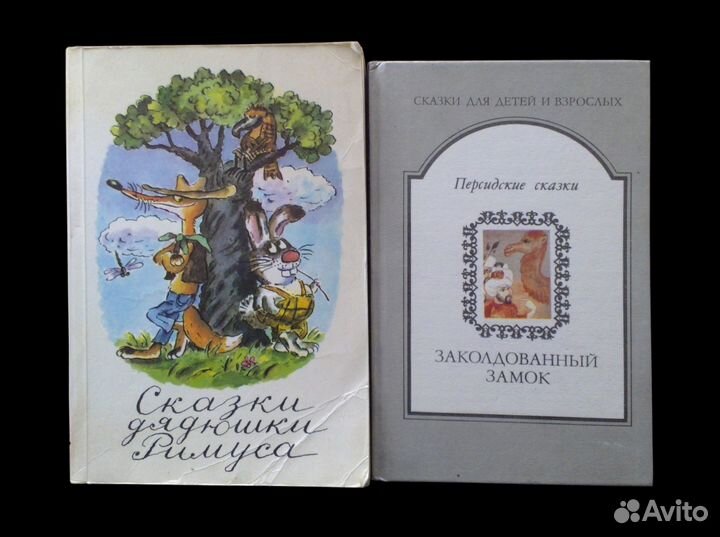 Сказки
дядюшки
Римуса
СКАЗКИ ДЛЯ ДЕТЕЙ И ВЗРОСЛЫХ
Персидские сказки
ЗАКОЛДОВАННЫЙ
ЗАМОК
Avito